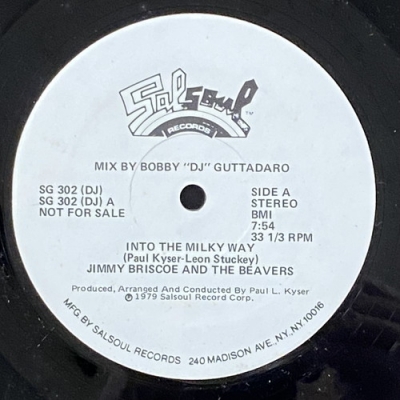 Salsoul TM
RECORDS
MIX BY BOBBY "DJ" GUTTADARO
SG 302 (DJ)
SG 302 (DJ) A
NOT FOR SALE
SIDE A
STEREO
BMI
7:54
33 1/3 RPM
INTO THE MILKY WAY
(Paul Kyser-Leon Stuckey)
JIMMY BRISCOE AND THE BEAVERS
Produced, Arranged And Conducted By Paul L. Kyser
℗ 1979 Salsoul Record Corp.
MFG. BY SALSOUL RECORDS 240 MADISON AVE., NY, NY 10016